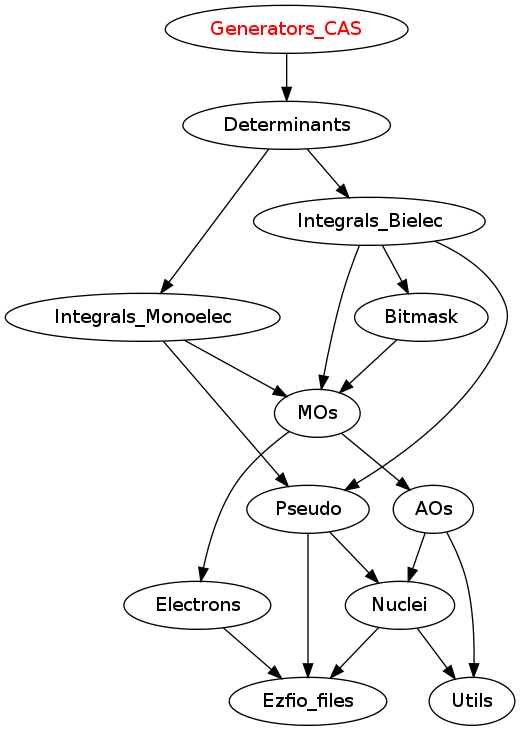 Generators_CAS
Determinants
Integrals_Bielec
Integrals_Monoelec
Bitmask
MOs
Pseudo
AOs
Electrons
Nuclei
Ezfio_files
Utils